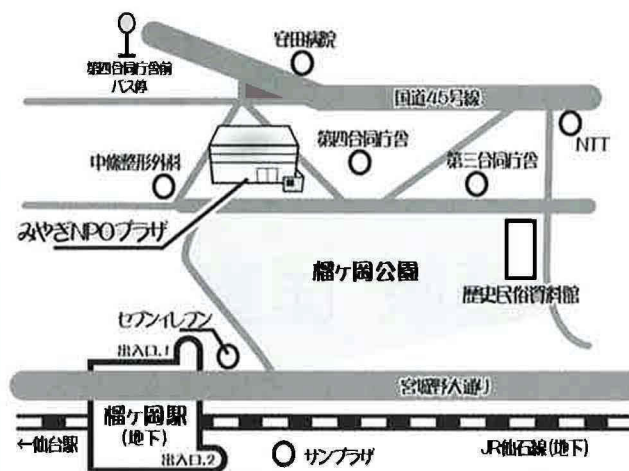 安田病院
第四合同庁舎前
バス停
国道45号線
NTT
第四合同庁舎
第三合同庁舎
中條整形外科
みやぎNPOプラザ
榴ヶ岡公園
歴史民俗資料館
セブンイレブン
出入口.1
宮城野大通り
榴ヶ岡駅
(地下)
←仙台駅
出入口.2
サンプラザ
JR仙石線(地下)